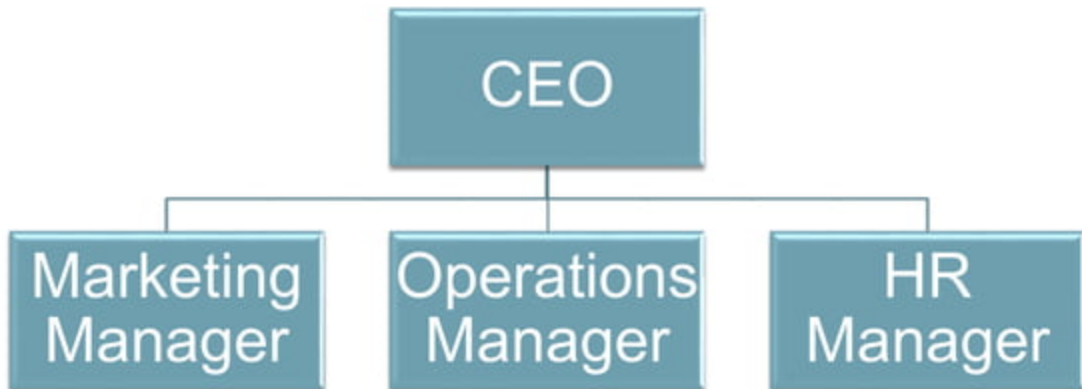 CEO
Marketing
Manager
Operations
Manager
HR
Manager